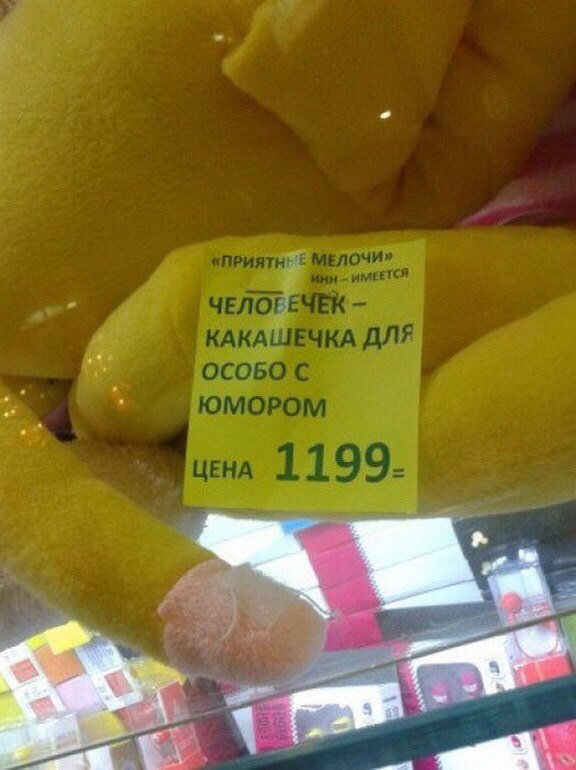 «ПРИЯТНЫЕ МЕЛОЧИ»
ИНН – ИМЕЕТСЯ
ЧЕЛОВЕЧЕК –
КАКАШЕЧКА ДЛЯ
ОСОБО С
ЮМОРОМ
ЦЕНА 1199=